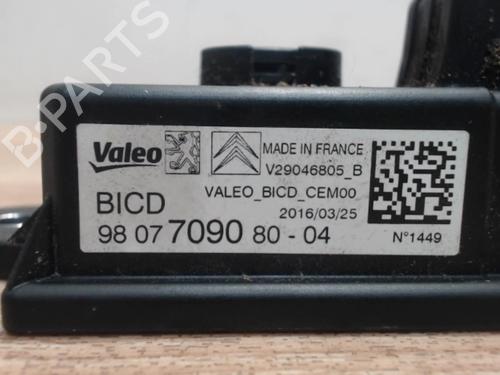 B-PARTS
Valeo
MADE IN FRANCE
V29046805_B
VALEO_BICD_CEM00
2016/03/25
BICD
98 07 7090 80-04
N°1449